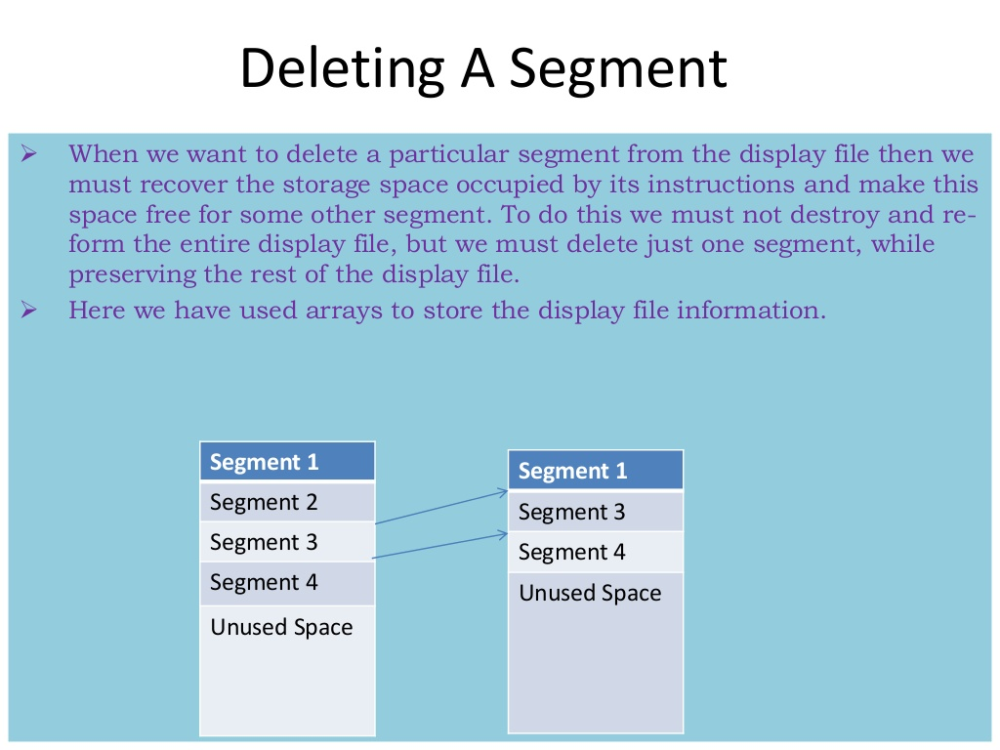 Deleting A Segment
When we want to delete a particular segment from the display file then we
must recover the storage space occupied by its instructions and make this
space free for some other segment. To do this we must not destroy and re-
form the entire display file, but we must delete just one segment, while
preserving the rest of the display file.
Here we have used arrays to store the display file information.
Segment 1
Segment 2
Segment 3
Segment 4
Unused Space
Segment 1
Segment 3
Segment 4
Unused Space